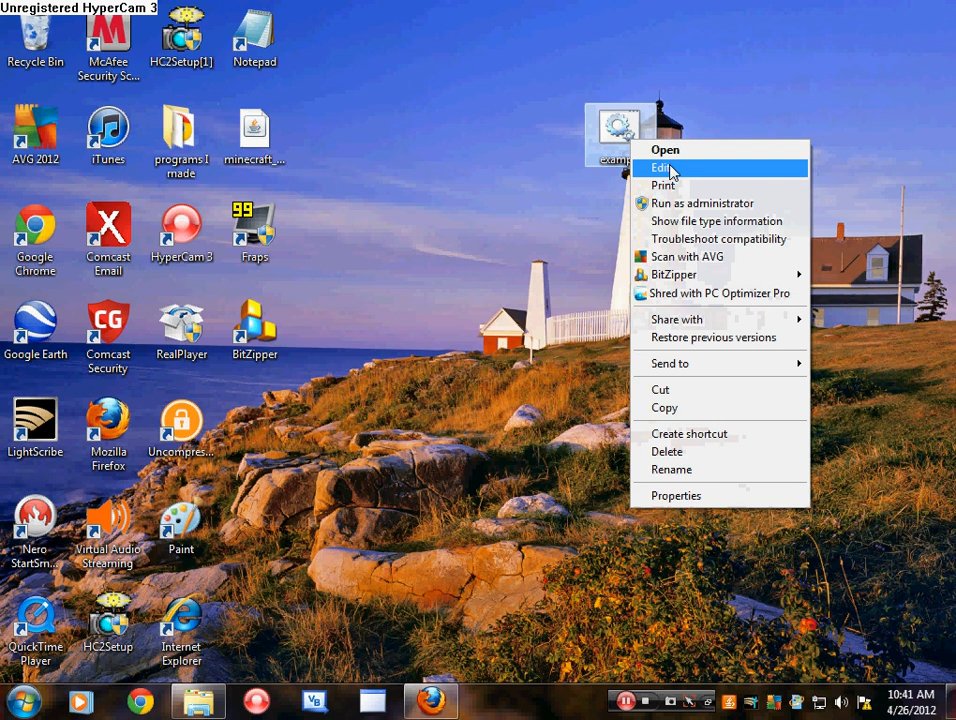 Unregistered HyperCam 3
Recycle Bin
McAfee
Security Sc...
HC2Setup[1]
Notepad
AVG 2012
iTunes
programs I
made
minecraft_...
Google
Chrome
Comcast
Email
HyperCam 3
99
Fraps
Google Earth
CG
Comcast
Security
RealPlayer
BitZipper
LightScribe
Mozilla
Firefox
Uncompres...
Nero
StartSm...
Virtual Audio
Streaming
Paint
QuickTime
Player
HC2Setup
Internet
Explorer
Open
Edit
Print
Run as administrator
Show file type information
Troubleshoot compatibility
Scan with AVG
BitZipper
Shred with PC Optimizer Pro
Share with
Restore previous versions
Send to
Cut
Copy
Create shortcut
Delete
Rename
Properties
VB
10:41 AM
4/26/2012